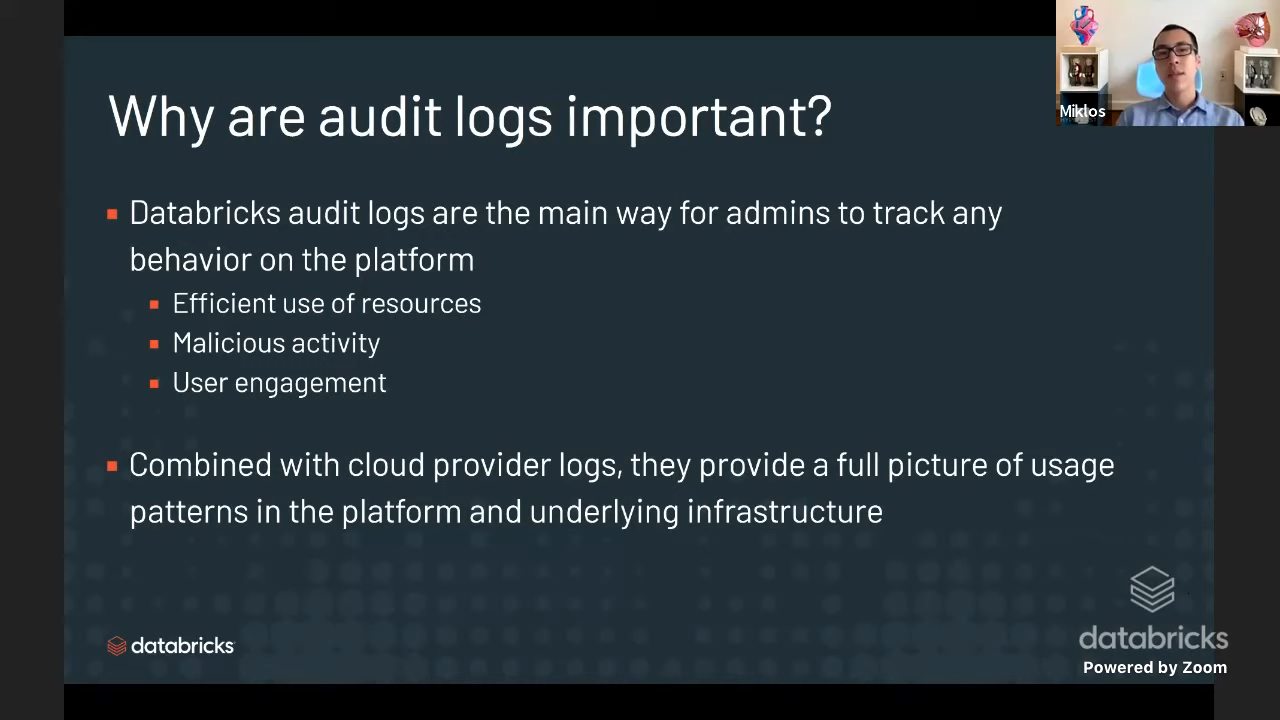 Why are audit logs important?
Databricks audit logs are the main way for admins to track any
behavior on the platform
Efficient use of resources
Malicious activity
User engagement
Combined with cloud provider logs, they provide a full picture of usage
patterns in the platform and underlying infrastructure
databricks
Miklos
databricks
Powered by Zoom